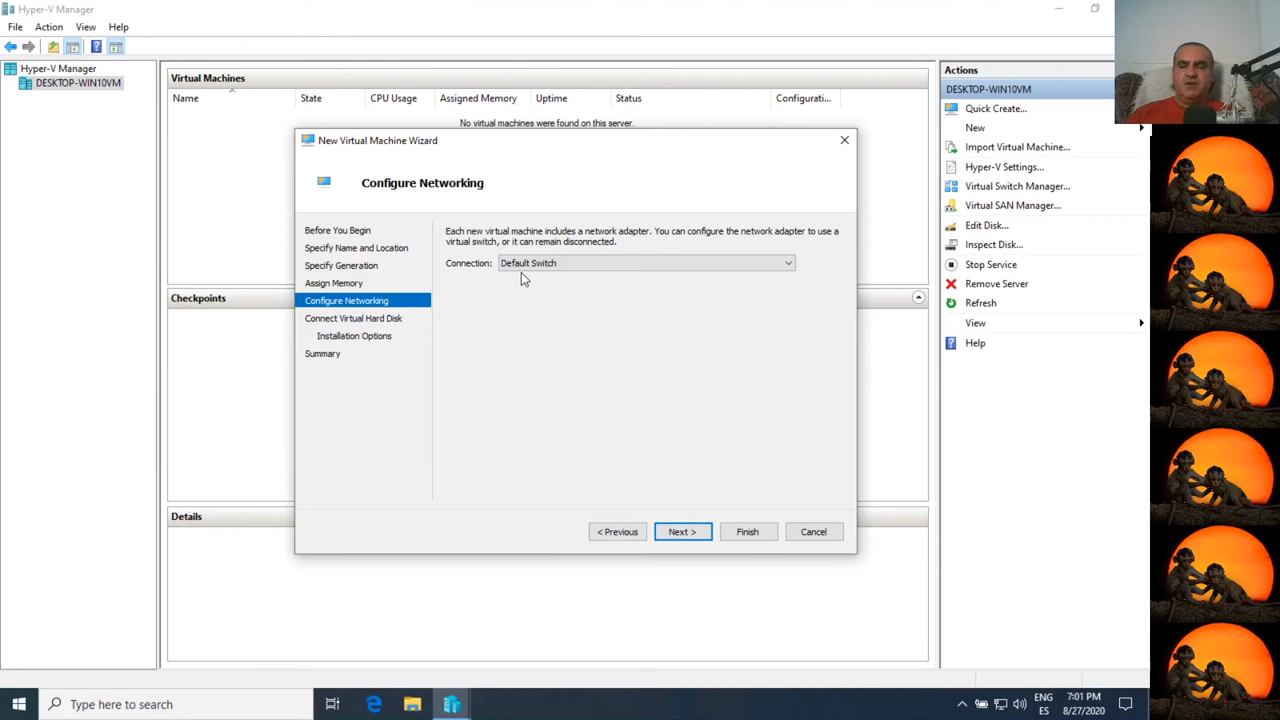 Hyper-V Manager
File Action View Help
Hyper-V Manager
DESKTOP-WIN10VM
Virtual Machines
Name State CPU Usage Assigned Memory Uptime Status Configurati...
No virtual machines were found on this server.
New Virtual Machine Wizard
Configure Networking
Before You Begin
Specify Name and Location
Specify Generation
Assign Memory
Configure Networking
Connect Virtual Hard Disk
Installation Options
Summary
Each new virtual machine includes a network adapter. You can configure the network adapter to use a
virtual switch, or it can remain disconnected.
Connection: Default Switch
< Previous Next > Finish Cancel
Checkpoints
Details
Actions
DESKTOP-WIN10VM
Quick Create...
New
Import Virtual Machine...
Hyper-V Settings...
Virtual Switch Manager...
Virtual SAN Manager...
Edit Disk...
Inspect Disk...
Stop Service
Remove Server
Refresh
View
Help
Type here to search
ENG
ES
7:01 PM
8/27/2020